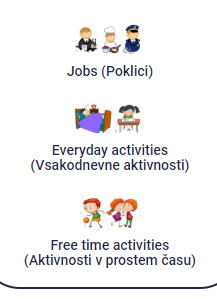 Jobs (Poklici)
Everyday activities
(Vsakodnevne aktivnosti)
Free time activities
(Aktivnosti v prostem času)